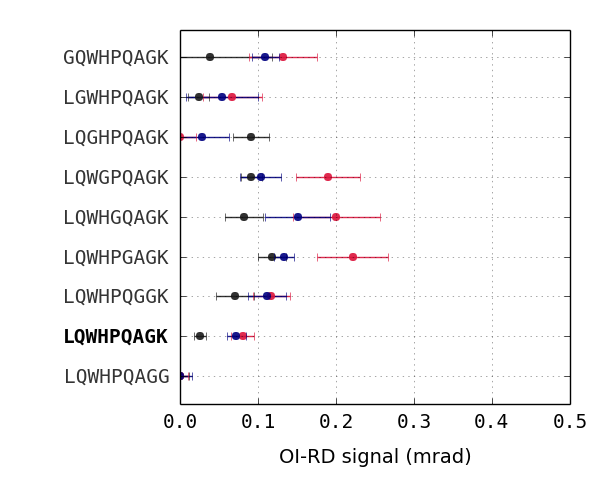 GQWHPQAGK
LGWHPQAGK
LQGHPQAGK
LQWGPQAGK
LQWHGQAGK
LQWHPGAGK
LQWHPQGGK
LQWHPQAGK
LQWHPQAGG
0.0 0.1 0.2 0.3 0.4 0.5
OI-RD signal (mrad)